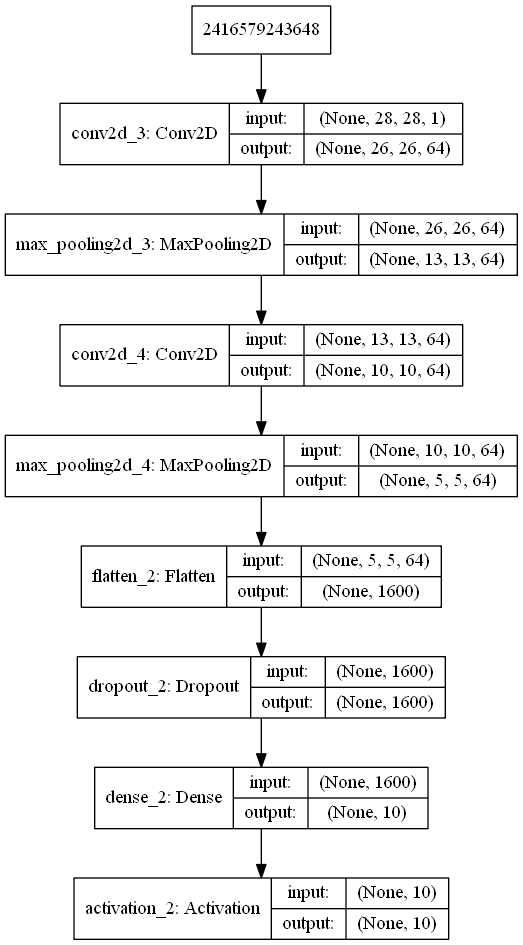 2416579243648
conv2d_3: Conv2D
input:
(None, 28, 28, 1)
output:
(None, 26, 26, 64)
max_pooling2d_3: MaxPooling2D
input:
(None, 26, 26, 64)
output:
(None, 13, 13, 64)
conv2d_4: Conv2D
input:
(None, 13, 13, 64)
output:
(None, 10, 10, 64)
max_pooling2d_4: MaxPooling2D
input:
(None, 10, 10, 64)
output:
(None, 5, 5, 64)
flatten_2: Flatten
input:
(None, 5, 5, 64)
output:
(None, 1600)
dropout_2: Dropout
input:
(None, 1600)
output:
(None, 1600)
dense_2: Dense
input:
(None, 1600)
output:
(None, 10)
activation_2: Activation
input:
(None, 10)
output:
(None, 10)